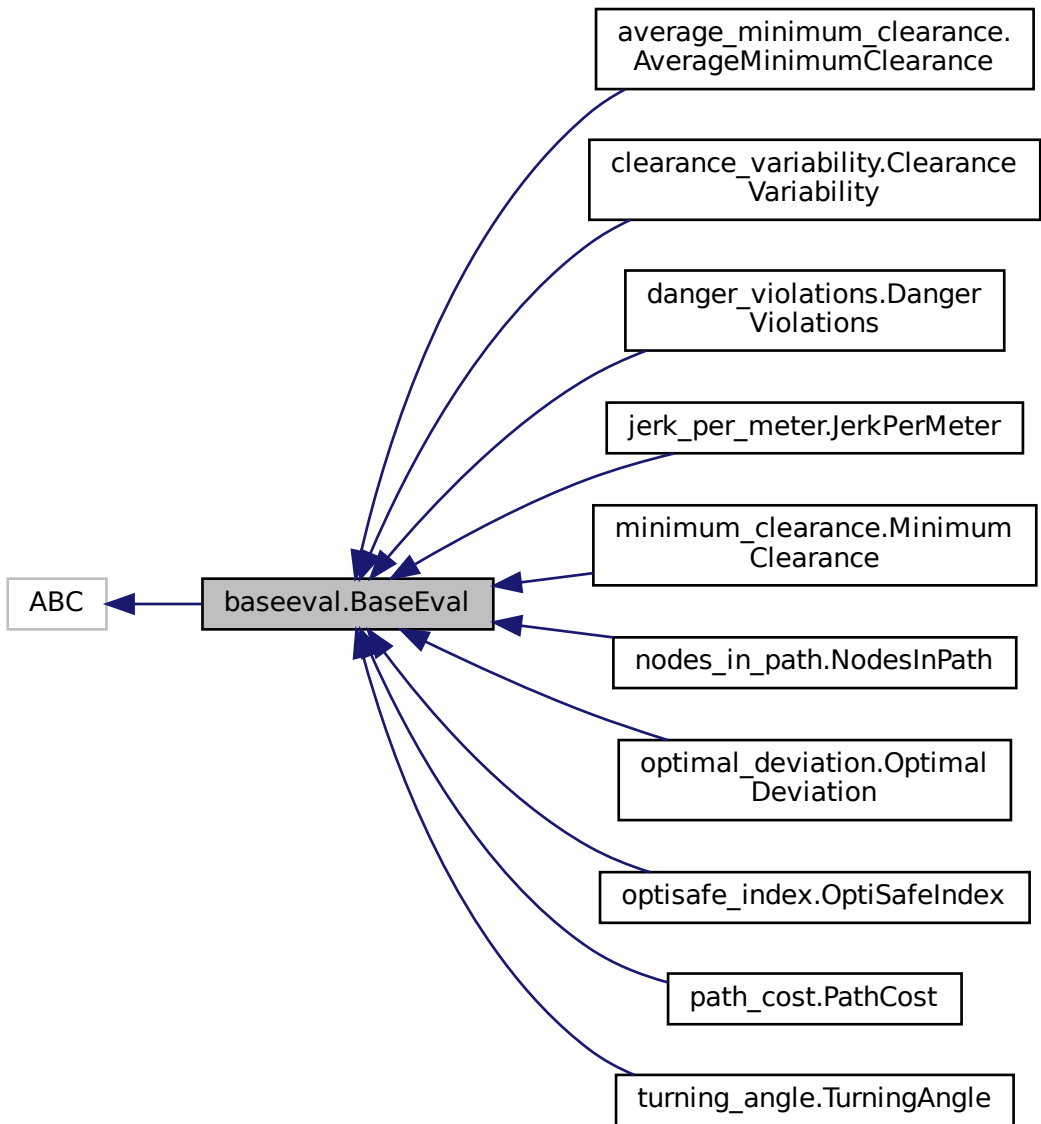 average_minimum_clearance.
AverageMinimumClearance
clearance_variability.Clearance
Variability
danger_violations.Danger
Violations
jerk_per_meter.JerkPerMeter
minimum_clearance.Minimum
Clearance
ABC
baseeval.BaseEval
nodes_in_path.NodesInPath
optimal_deviation.Optimal
Deviation
optisafe_index.OptiSafeIndex
path_cost.PathCost
turning_angle.TurningAngle